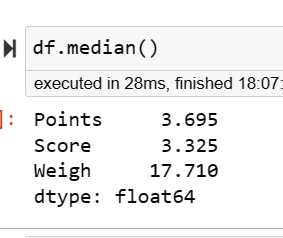 df.median()
executed in 28ms, finished 18:07:
]:
Points 3.695
Score 3.325
Weigh 17.710
dtype: float64